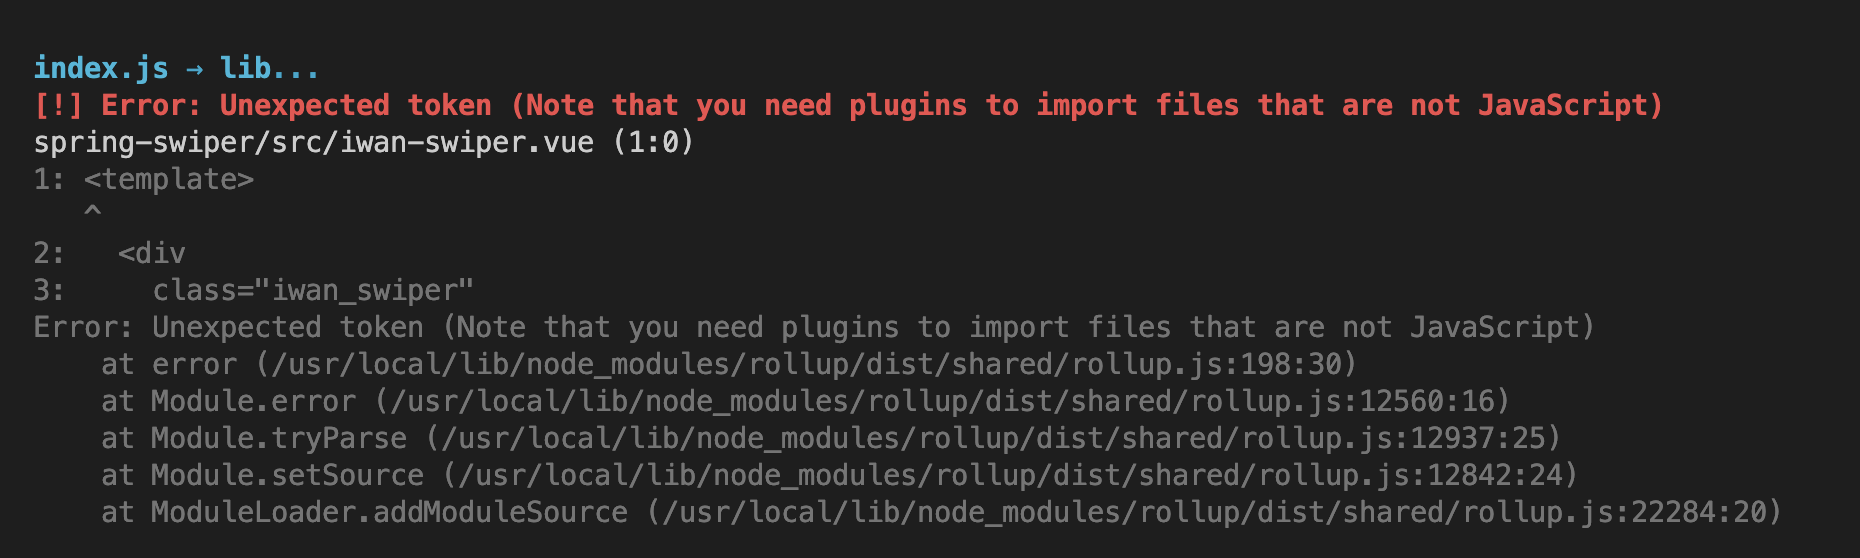 index.js → lib...
[!] Error: Unexpected token (Note that you need plugins to import files that are not JavaScript)
spring-swiper/src/iwan-swiper.vue (1:0)
1: <template>
   ^
2:   <div
3:     class="iwan_swiper"
Error: Unexpected token (Note that you need plugins to import files that are not JavaScript)
    at error (/usr/local/lib/node_modules/rollup/dist/shared/rollup.js:198:30)
    at Module.error (/usr/local/lib/node_modules/rollup/dist/shared/rollup.js:12560:16)
    at Module.tryParse (/usr/local/lib/node_modules/rollup/dist/shared/rollup.js:12937:25)
    at Module.setSource (/usr/local/lib/node_modules/rollup/dist/shared/rollup.js:12842:24)
    at ModuleLoader.addModuleSource (/usr/local/lib/node_modules/rollup/dist/shared/rollup.js:22284:20)